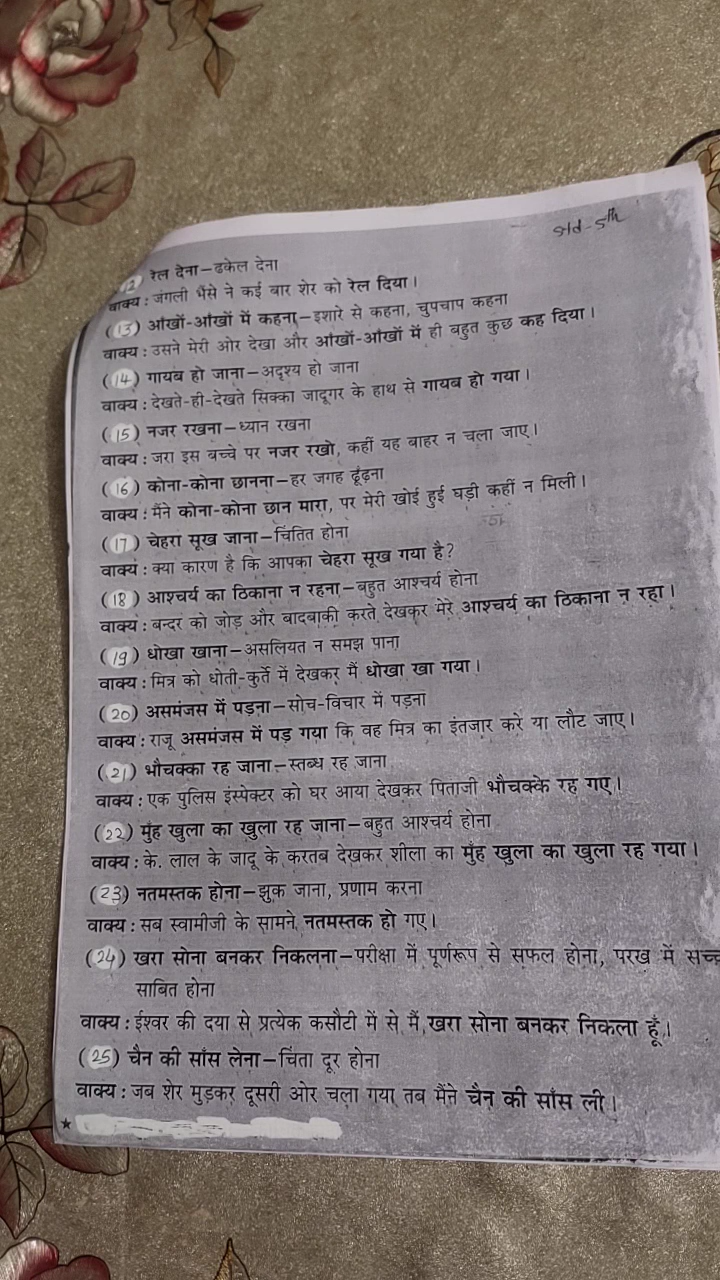 Std-5th
12 रेल देना–ढकेल देना
वाक्य : जंगली भैंसे ने कई बार शेर को रेल दिया।
(13) आँखों-आँखों में कहना–इशारे से कहना, चुपचाप कहना
वाक्य : उसने मेरी ओर देखा और आँखों-आँखों में ही बहुत कुछ कह दिया।
(14) गायब हो जाना–अदृश्य हो जाना
वाक्य : देखते-ही-देखते सिक्का जादूगर के हाथ से गायब हो गया।
(15) नजर रखना–ध्यान रखना
वाक्य : जरा इस बच्चे पर नजर रखो, कहीं यह बाहर न चला जाए।
(16) कोना-कोना छानना–हर जगह ढूँढ़ना
वाक्य : मैंने कोना-कोना छान मारा, पर मेरी खोई हुई घड़ी कहीं न मिली।
(17) चेहरा सूख जाना–चिंतित होना
वाक्य : क्या कारण है कि आपका चेहरा सूख गया है?
(18) आश्चर्य का ठिकाना न रहना–बहुत आश्चर्य होना
वाक्य : बन्दर को जोड़ और बादबाकी करते देखकर मेरे आश्चर्य का ठिकाना न रहा।
(19) धोखा खाना–असलियत न समझ पाना
वाक्य : मित्र को धोती-कुर्ते में देखकर मैं धोखा खा गया।
(20) असमंजस में पड़ना–सोच-विचार में पड़ना
वाक्य : राजू असमंजस में पड़ गया कि वह मित्र का इंतजार करे या लौट जाए।
(21) भौचक्का रह जाना–स्तब्ध रह जाना
वाक्य : एक पुलिस इंस्पेक्टर को घर आया देखकर पिताजी भौचक्के रह गए।
(22) मुँह खुला का खुला रह जाना–बहुत आश्चर्य होना
वाक्य : के. लाल के जादू के करतब देखकर शीला का मुँह खुला का खुला रह गया।
(23) नतमस्तक होना–झुक जाना, प्रणाम करना
वाक्य : सब स्वामीजी के सामने नतमस्तक हो गए।
(24) खरा सोना बनकर निकलना–परीक्षा में पूर्णरूप से सफल होना, परख में
साबित होना
वाक्य : ईश्वर की दया से प्रत्येक कसौटी में से मैं खरा सोना बनकर निकला हूँ।
(25) चैन की साँस लेना–चिंता दूर होना
वाक्य : जब शेर मुड़कर दूसरी ओर चला गया तब मैंने चैन की साँस ली।